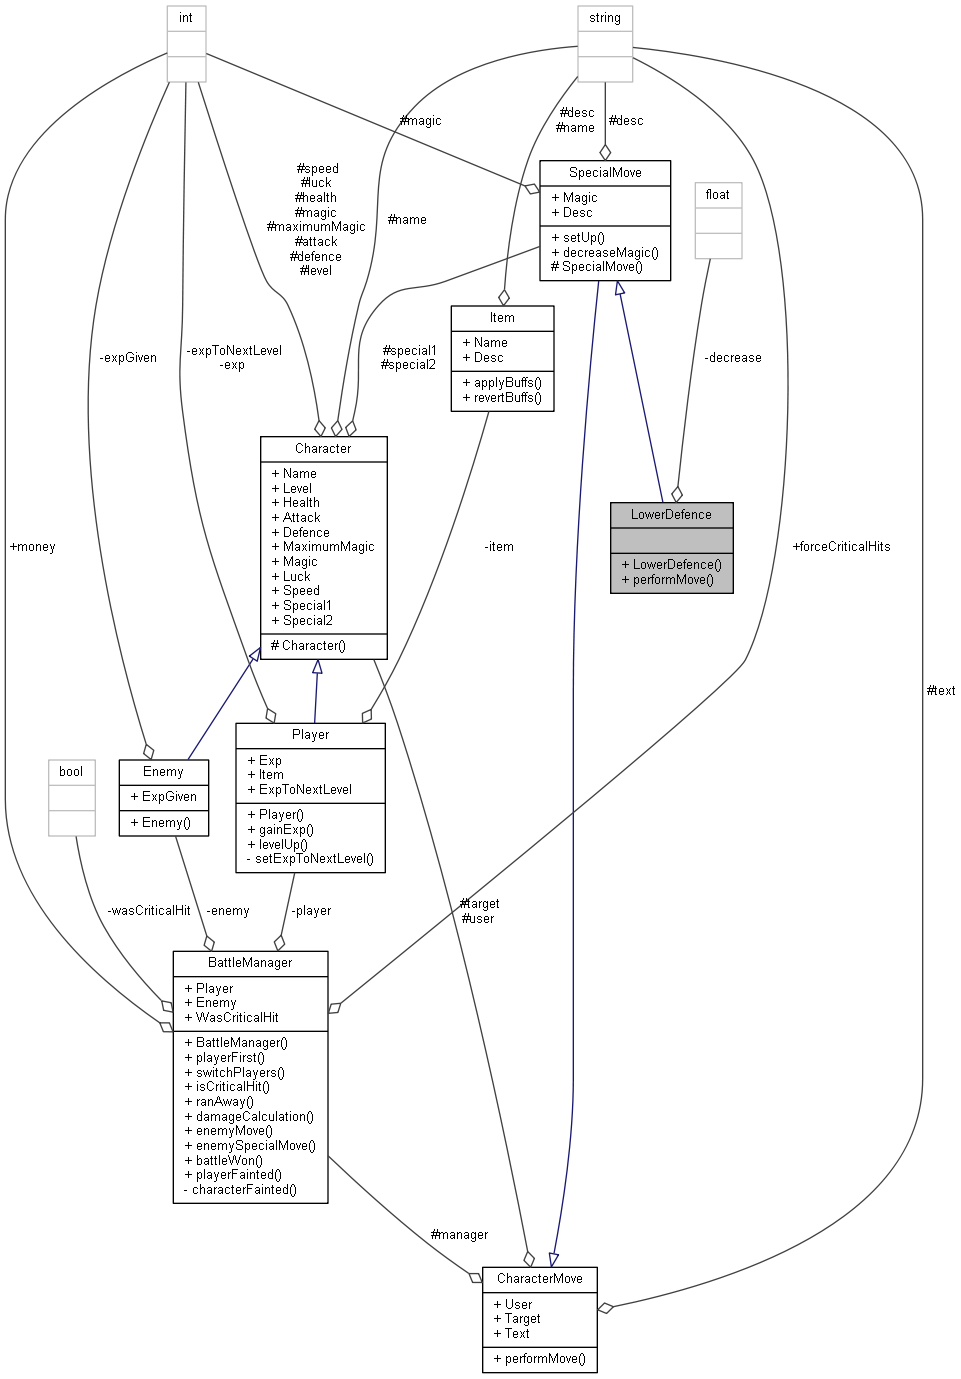 int
string
#desc
#name
#desc
#magic
SpecialMove
+ Magic
+ Desc
+ setUp()
+ decreaseMagic()
# SpecialMove()
float
#speed
#luck
#health
#magic
#maximumMagic
#attack
#defence
#level
#name
Item
+ Name
+ Desc
+ applyBuffs()
+ revertBuffs()
-expGiven
-expToNextLevel
-exp
#special1
#special2
-decrease
Character
+ Name
+ Level
+ Health
+ Attack
+ Defence
+ MaximumMagic
+ Magic
+ Luck
+ Speed
+ Special1
+ Special2
# Character()
LowerDefence
+ LowerDefence()
+ performMove()
+money
-item
+forceCriticalHits
#text
Player
+ Exp
+ Item
+ ExpToNextLevel
+ Player()
+ gainExp()
+ levelUp()
- setExpToNextLevel()
bool
Enemy
+ ExpGiven
+ Enemy()
-wasCriticalHit
-enemy
-player
#target
#user
BattleManager
+ Player
+ Enemy
+ WasCriticalHit
+ BattleManager()
+ playerFirst()
+ switchPlayers()
+ isCriticalHit()
+ ranAway()
+ damageCalculation()
+ enemyMove()
+ enemySpecialMove()
+ battleWon()
+ playerFainted()
- characterFainted()
#manager
CharacterMove
+ User
+ Target
+ Text
+ performMove()